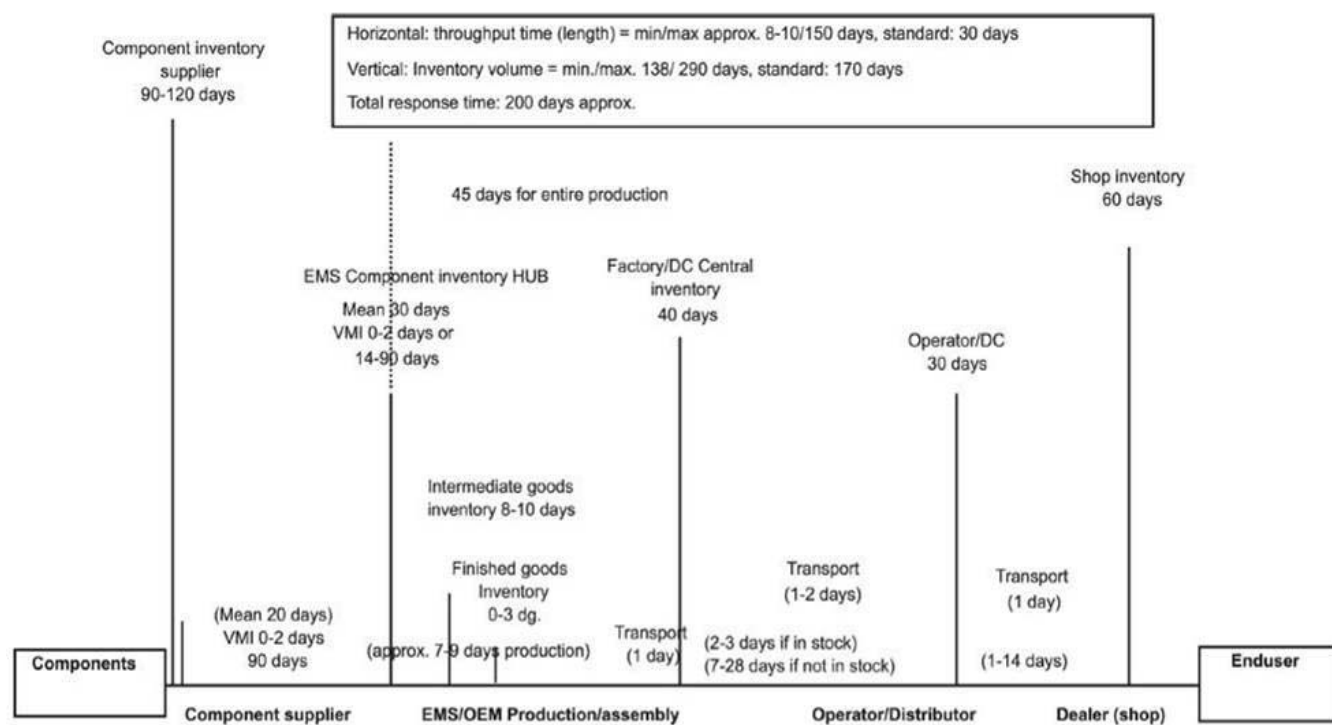 Horizontal: throughput time (length) = min/max approx. 8-10/150 days, standard: 30 days
Vertical: Inventory volume = min./max. 138/ 290 days, standard: 170 days
Total response time: 200 days approx.
Component inventory
supplier
90-120 days
45 days for entire production
Shop inventory
60 days
EMS Component inventory HUB
Mean 30 days
VMI 0-2 days or
14-90 days
Factory/DC Central
inventory
40 days
Operator/DC
30 days
Intermediate goods
inventory 8-10 days
Finished goods
Inventory
0-3 dg.
(approx. 7-9 days production)
(Mean 20 days)
VMI 0-2 days
90 days
Transport
(1 day)
Transport
(1-2 days)
(2-3 days if in stock)
(7-28 days if not in stock)
Transport
(1 day)
(1-14 days)
Components
Enduser
Component supplier
EMS/OEM Production/assembly
Operator/Distributor
Dealer (shop)